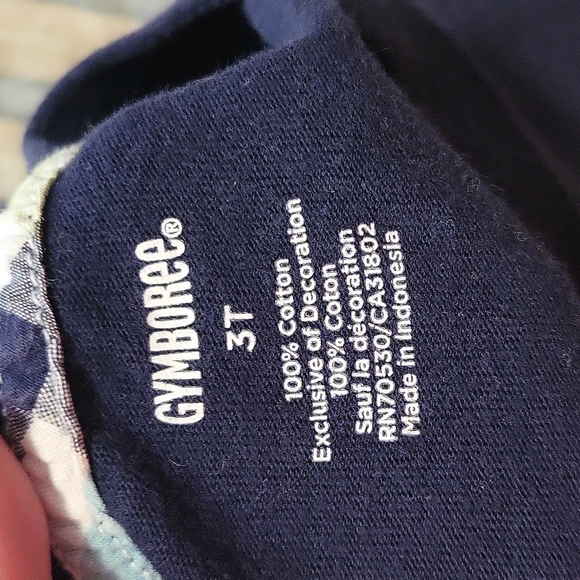 GYMBOREE®
3T
100% Cotton
Exclusive of Decoration
100% Coton
Sauf la décoration
RN70530/CA31802
Made in Indonesia